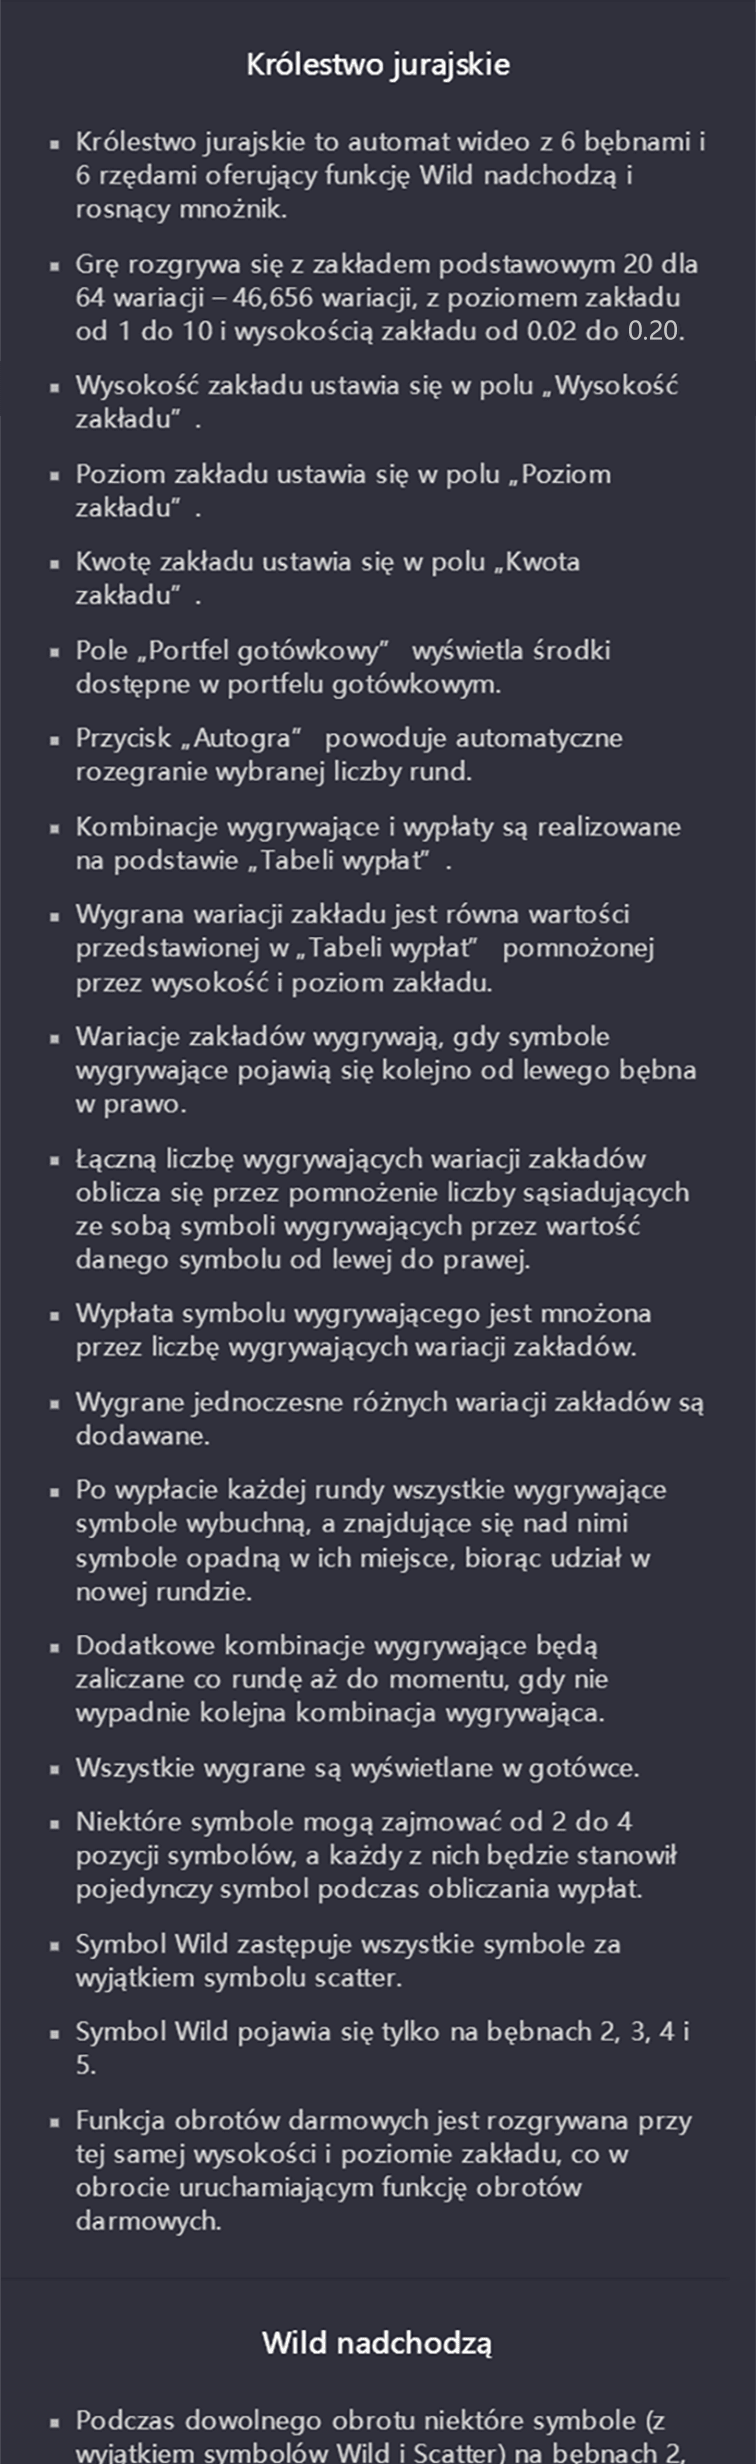 Królestwo jurajskie
▪ Królestwo jurajskie to automat wideo z 6 bębnami i
6 rzędami oferujący funkcję Wild nadchodzą i
rosnący mnożnik.
▪ Grę rozgrywa się z zakładem podstawowym 20 dla
64 wariacji – 46,656 wariacji, z poziomem zakładu
od 1 do 10 i wysokością zakładu od 0.02 do 0.20.
▪ Wysokość zakładu ustawia się w polu „Wysokość
zakładu” .
▪ Poziom zakładu ustawia się w polu „Poziom
zakładu” .
▪ Kwotę zakładu ustawia się w polu „Kwota
zakładu” .
▪ Pole „Portfel gotówkowy” wyświetla środki
dostępne w portfelu gotówkowym.
▪ Przycisk „Autogra” powoduje automatyczne
rozegranie wybranej liczby rund.
▪ Kombinacje wygrywające i wypłaty są realizowane
na podstawie „Tabeli wypłat” .
▪ Wygrana wariacji zakładu jest równa wartości
przedstawionej w „Tabeli wypłat” pomnożonej
przez wysokość i poziom zakładu.
▪ Wariacje zakładów wygrywają, gdy symbole
wygrywające pojawią się kolejno od lewego bębna
w prawo.
▪ Łączną liczbę wygrywających wariacji zakładów
oblicza się przez pomnożenie liczby sąsiadujących
ze sobą symboli wygrywających przez wartość
danego symbolu od lewej do prawej.
▪ Wypłata symbolu wygrywającego jest mnożona
przez liczbę wygrywających wariacji zakładów.
▪ Wygrane jednoczesne różnych wariacji zakładów są
dodawane.
▪ Po wypłacie każdej rundy wszystkie wygrywające
symbole wybuchną, a znajdujące się nad nimi
symbole opadną w ich miejsce, biorąc udział w
nowej rundzie.
▪ Dodatkowe kombinacje wygrywające będą
zaliczane co rundę aż do momentu, gdy nie
wypadnie kolejna kombinacja wygrywająca.
▪ Wszystkie wygrane są wyświetlane w gotówce.
▪ Niektóre symbole mogą zajmować od 2 do 4
pozycji symbolów, a każdy z nich będzie stanowił
pojedynczy symbol podczas obliczania wypłat.
▪ Symbol Wild zastępuje wszystkie symbole za
wyjątkiem symbolu scatter.
▪ Symbol Wild pojawia się tylko na bębnach 2, 3, 4 i
5.
▪ Funkcja obrotów darmowych jest rozgrywana przy
tej samej wysokości i poziomie zakładu, co w
obrocie uruchamiającym funkcję obrotów
darmowych.
Wild nadchodzą
▪ Podczas dowolnego obrotu niektóre symbole (z
wyjątkiem symbolów Wild i Scatter) na bębnach 2,